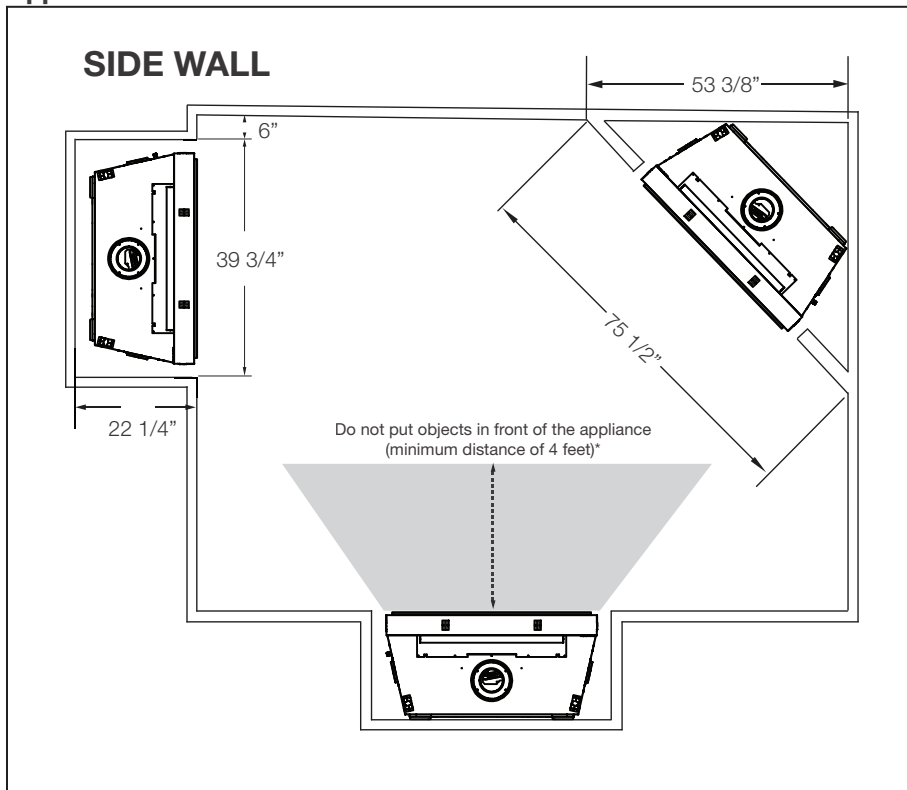 SIDE WALL
53 3/8”
6”
39 3/4”
75 1/2”
22 1/4”
Do not put objects in front of the appliance
(minimum distance of 4 feet)*